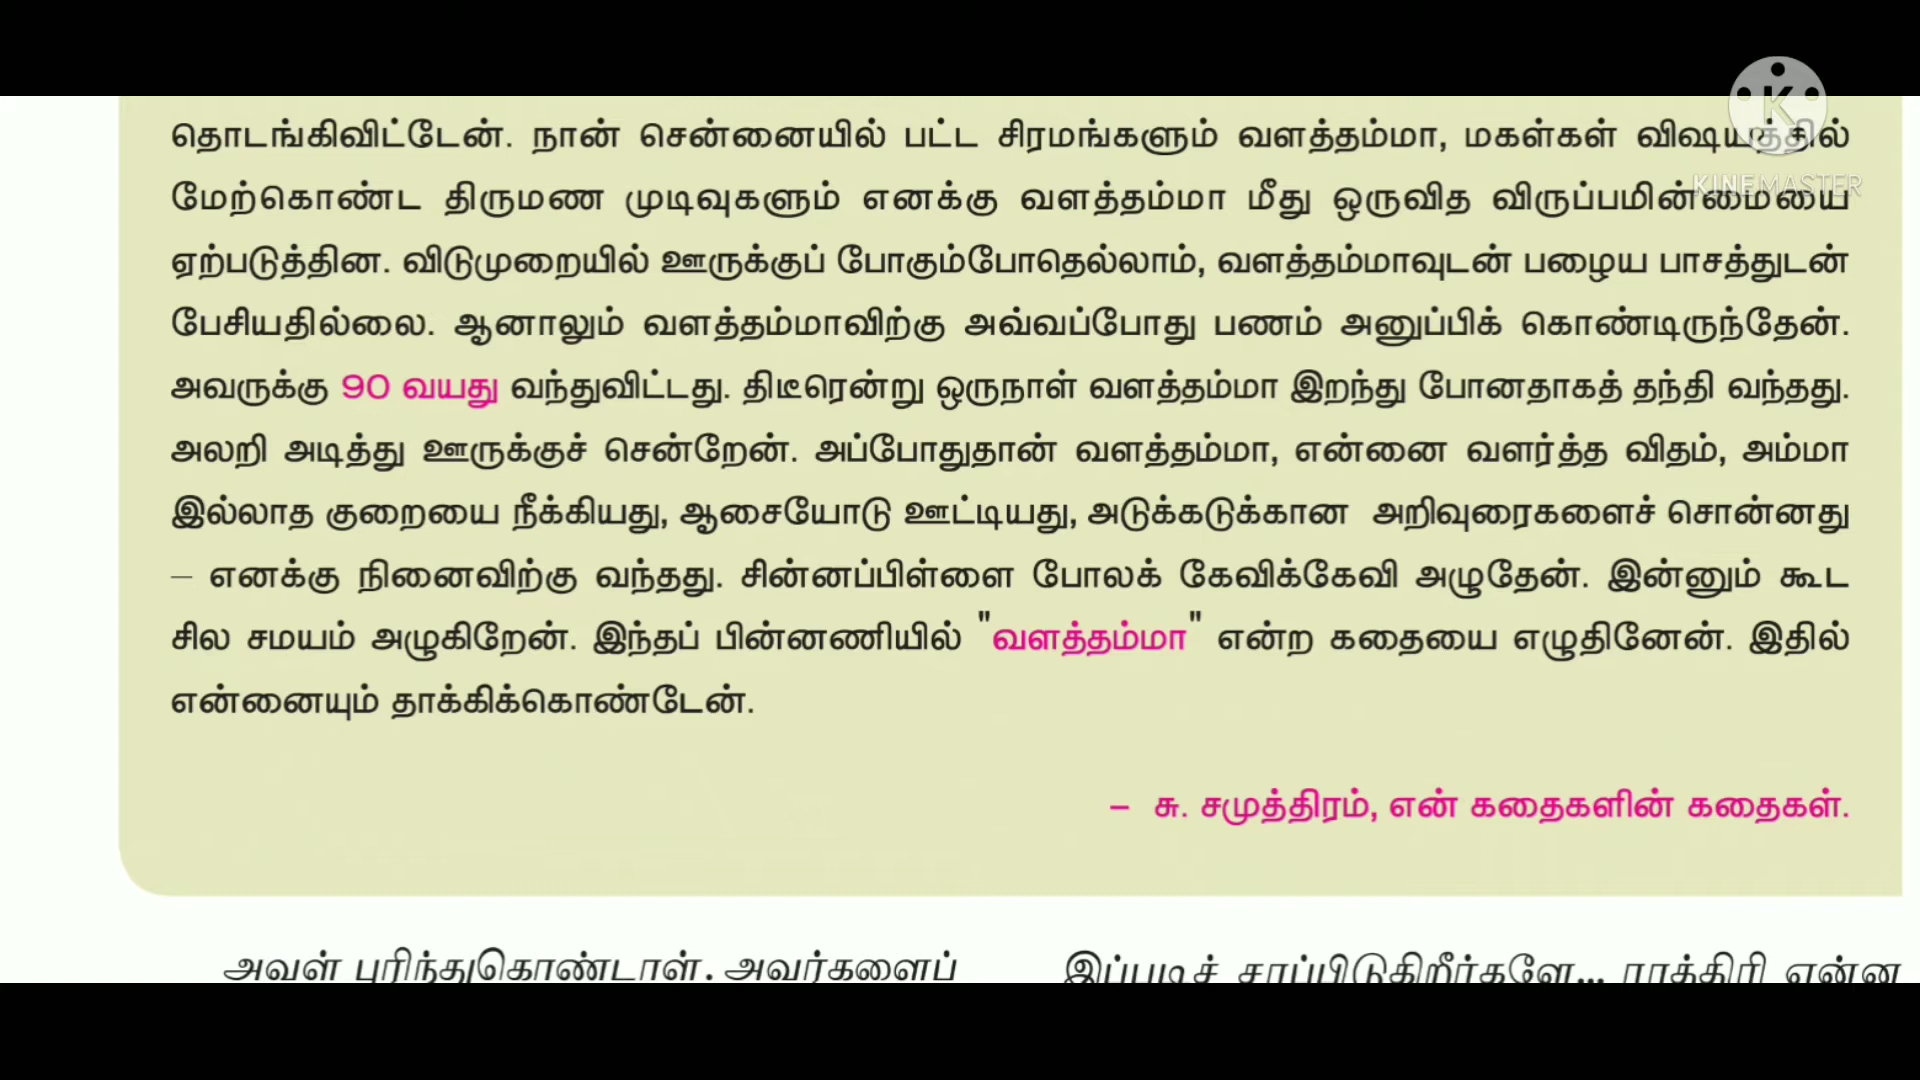 தொடங்கிவிட்டேன். நான் சென்னையில் பட்ட சிரமங்களும் வளத்தம்மா, மகள்கள் விஷயத்தில்
மேற்கொண்ட திருமண முடிவுகளும் எனக்கு வளத்தம்மா மீது ஒருவித விருப்பமின்மையை
ஏற்படுத்தின. விடுமுறையில் ஊருக்குப் போகும்போதெல்லாம், வளத்தம்மாவுடன் பழைய பாசத்துடன்
பேசியதில்லை. ஆனாலும் வளத்தம்மாவிற்கு அவ்வப்போது பணம் அனுப்பிக் கொண்டிருந்தேன்.
அவருக்கு 90 வயது வந்துவிட்டது. திடீரென்று ஒருநாள் வளத்தம்மா இறந்து போனதாகத் தந்தி வந்தது.
அலறி அடித்து ஊருக்குச் சென்றேன். அப்போதுதான் வளத்தம்மா, என்னை வளர்த்த விதம், அம்மா
இல்லாத குறையை நீக்கியது, ஆசையோடு ஊட்டியது, அடுக்கடுக்கான அறிவுரைகளைச் சொன்னது
– எனக்கு நினைவிற்கு வந்தது. சின்னப்பிள்ளை போலக் கேவிக்கேவி அழுதேன். இன்னும் கூட
சில சமயம் அழுகிறேன். இந்தப் பின்னணியில் "வளத்தம்மா" என்ற கதையை எழுதினேன். இதில்
என்னையும் தாக்கிக்கொண்டேன்.
– சு. சமுத்திரம், என் கதைகளின் கதைகள்.
அவள் புரிந்துகொண்டாள். அவர்களைப்
இப்படிச் சாப்பிடுகிறீர்களே... ராத்திரி என்ன
K
KINEMASTER